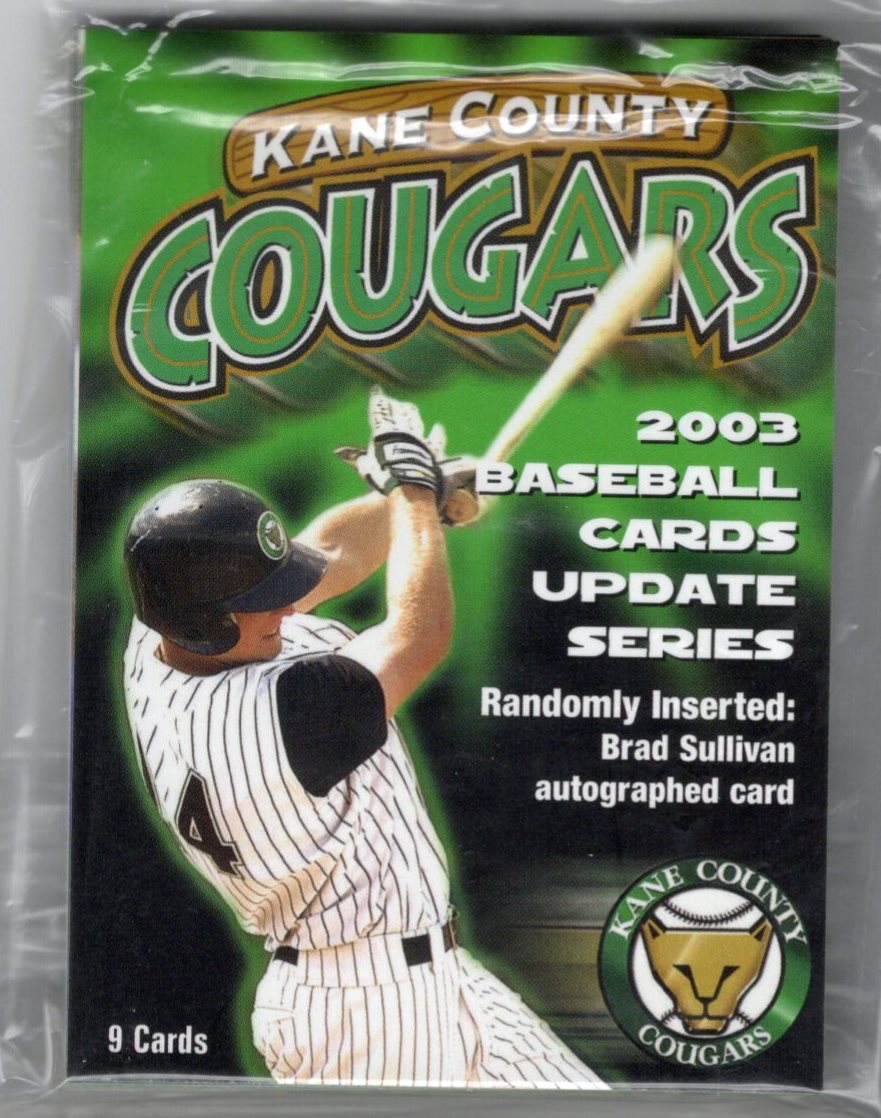 KANE COUNTY
COUGARS
2003
BASEBALL
CARDS
UPDATE
SERIES
Randomly Inserted:
Brad Sullivan
autographed card
4
KANE COUNTY
COUGARS
9 Cards